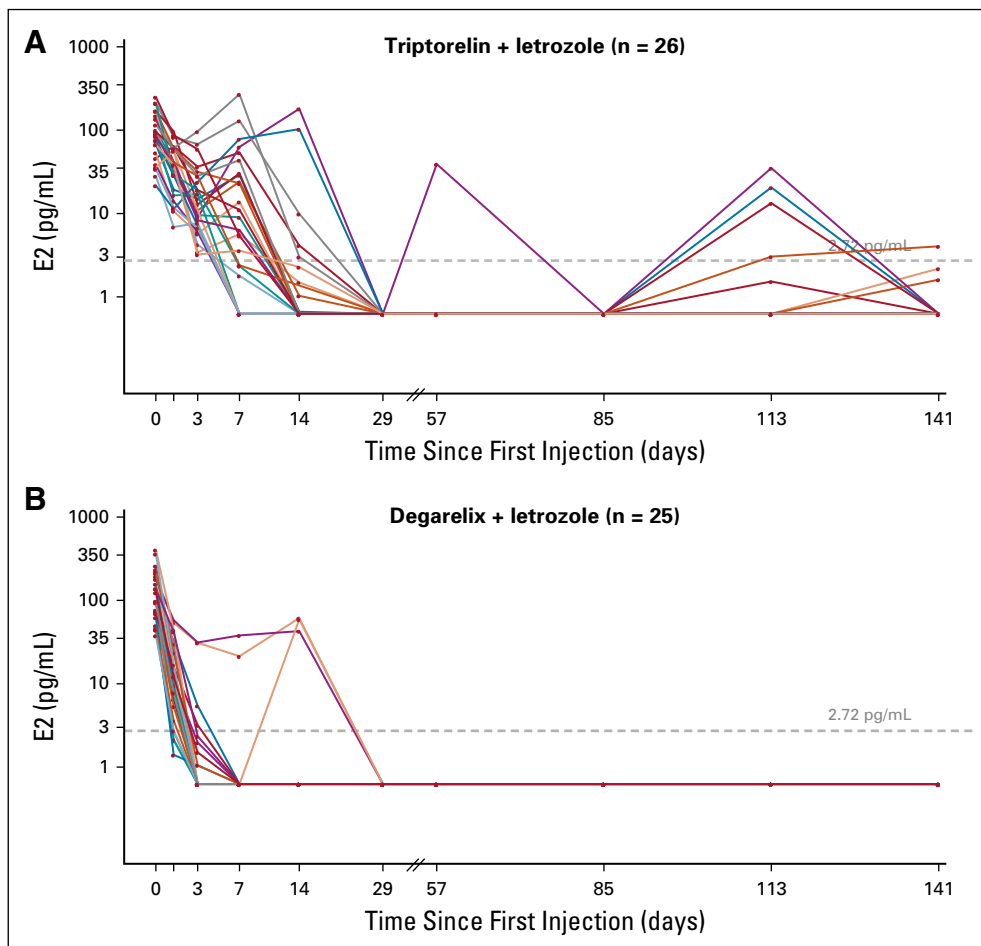 A
Triptorelin + letrozole (n = 26)
1000
350
100
35
10
3
1
E2 (pg/mL)
2.72 pg/mL
0 3 7 14 29 57 85 113 141
Time Since First Injection (days)
B
Degarelix + letrozole (n = 25)
1000
350
100
35
10
3
1
E2 (pg/mL)
2.72 pg/mL
0 3 7 14 29 57 85 113 141
Time Since First Injection (days)